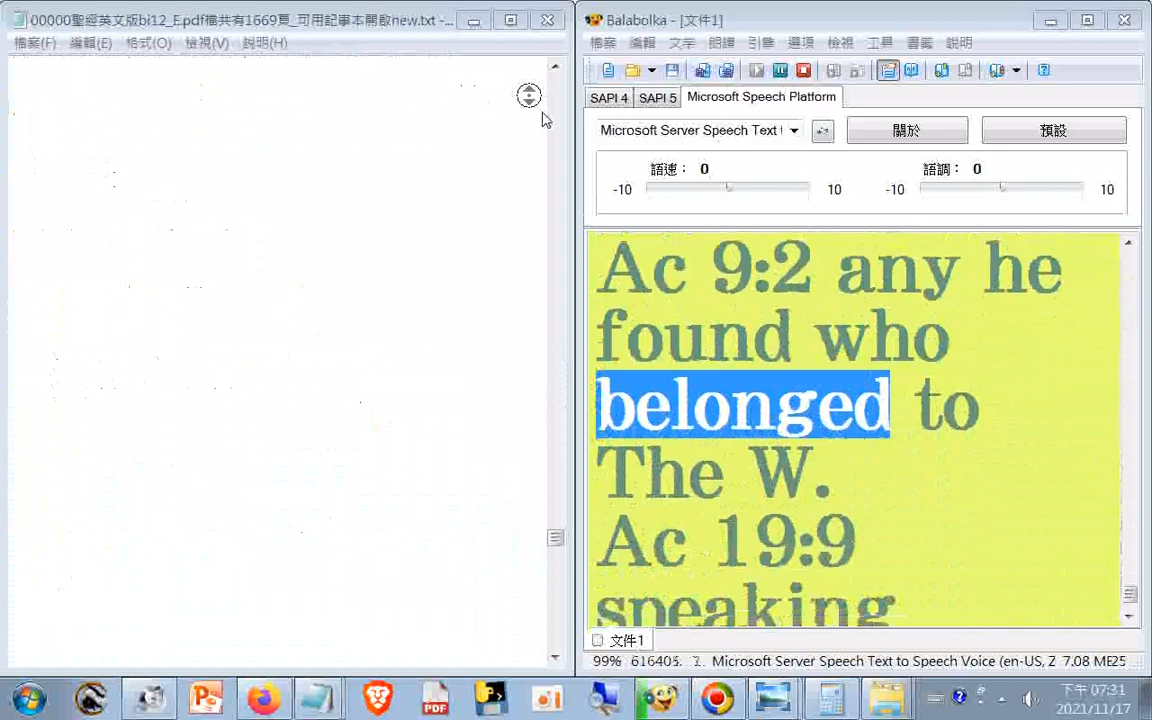 00000聖經英文版bi12_E.pdf檔共有1669頁_可用記事本開啟new.txt -...
檔案(F) 編輯(E) 格式(O) 檢視(V) 說明(H)
Balabolka - [文件1]
檔案 編輯 文字 朗讀 引擎 選項 檢視 工具 書籤 說明
SAPI 4 SAPI 5 Microsoft Speech Platform
Microsoft Server Speech Text 關於 預設
語速： 0 語調： 0
-10 10 -10 10
Ac 9:2 any he
found who
belonged to
The W.
Ac 19:9
speaking
文件1
99% Microsoft Server Speech Text to Speech Voice (en-US, Z 7.08 ME25
PDF
下午 07:31
2021/11/17